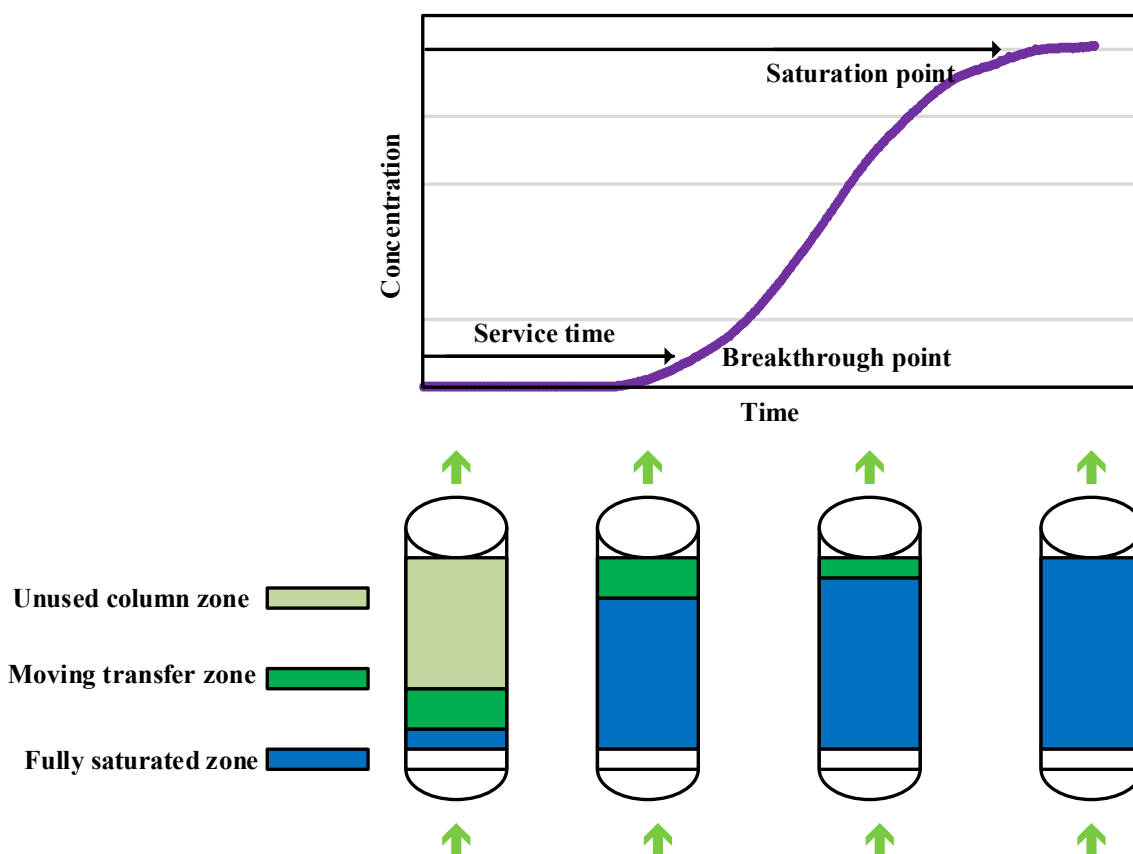 Saturation point
Concentration
Service time
Breakthrough point
Time
Unused column zone
Moving transfer zone
Fully saturated zone